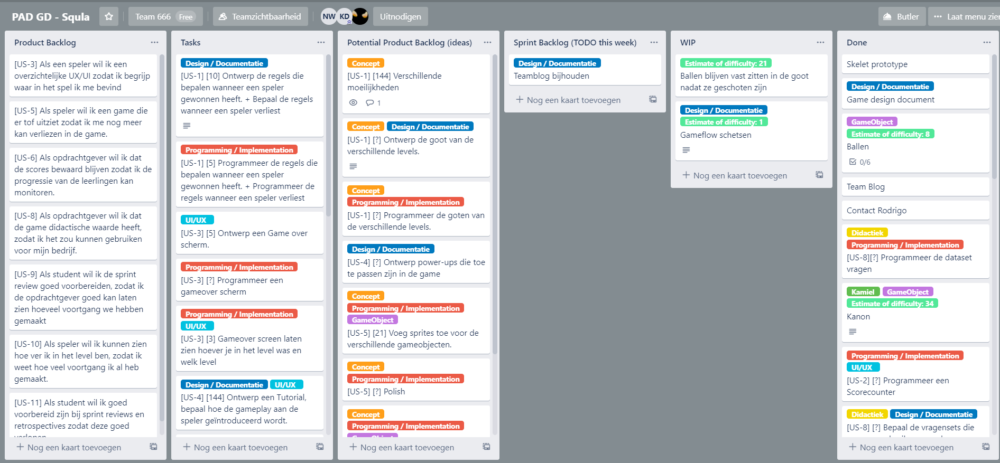 PAD GD - Squla
Team 666 Free
Teamzichtbaarheid
NW KD
Uitnodigen
Butler
Laat menu zien
Product Backlog
[US-3] Als een speler wil ik een
overzichtelijke UX/UI zodat ik begrijp
waar in het spel ik me bevind
[US-5] Als speler wil ik een game die
er tof uitziet zodat ik me nog meer
kan verliezen in de game.
[US-6] Als opdrachtgever wil ik dat
de scores bewaard blijven zodat ik de
progressie van de leerlingen kan
monitoren.
[US-8] Als opdrachtgever wil ik dat
de game didactische waarde heeft,
zodat ik het zou kunnen gebruiken
voor mijn bedrijf.
[US-9] Als student wil ik de sprint
review goed voorbereiden, zodat ik
de opdrachtgever goed kan laten
zien hoeveel voortgang we hebben
gemaakt
[US-10] Als speler wil ik kunnen zien
hoe ver ik in het level ben, zodat ik
weet hoe veel voortgang ik al heb
gemaakt.
[US-11] Als student wil ik goed
voorbereid zijn bij sprint reviews en
retrospectives zodat deze goed
verlopen
+ Nog een kaart toevoegen
Tasks
Design / Documentatie
[US-1] [10] Ontwerp de regels die
bepalen wanneer een speler
gewonnen heeft. + Bepaal de regels
wanneer een speler verliest
Programming / Implementation
[US-1] [5] Programmeer de regels die
bepalen wanneer een speler
gewonnen heeft. + Programmeer de
regels wanneer een speler verliest
UI/UX
[US-3] [5] Ontwerp een Game over
scherm.
Programming / Implementation
[US-3] [?] Programmeer een
gameover scherm
Programming / Implementation
UI/UX
[US-3] [3] Gameover screen laten
zien hoever je in het level was en
welk level
Design / Documentatie UI/UX
[US-4] [144] Ontwerp een Tutorial,
bepaal hoe de gameplay aan de
speler geïntroduceerd wordt.
+ Nog een kaart toevoegen
Potential Product Backlog (ideas)
Concept
[US-1] [144] Verschillende
moeilijkheden
1
Concept Design / Documentatie
[US-1] [?] Ontwerp de goot van de
verschillende levels.
Concept
Programming / Implementation
[US-1] [?] Programmeer de goten van
de verschillende levels.
Design / Documentatie
[US-4] [?] Ontwerp power-ups die toe
te passen zijn in de game
Concept
Programming / Implementation
GameObject
[US-5] [21] Voeg sprites toe voor de
verschillende gameobjecten.
Concept
Programming / Implementation
[US-5] [?] Polish
Concept
Programming / Implementation
GameObject
+ Nog een kaart toevoegen
Sprint Backlog (TODO this week)
Design / Documentatie
Teamblog bijhouden
+ Nog een kaart toevoegen
WIP
Estimate of difficulty: 21
Ballen blijven vast zitten in de goot
nadat ze geschoten zijn
Design / Documentatie
Estimate of difficulty: 1
Gameflow schetsen
+ Nog een kaart toevoegen
Done
Skelet prototype
Design / Documentatie
Game design document
GameObject
Estimate of difficulty: 8
Ballen
0/6
Team Blog
Contact Rodrigo
Didactiek
Programming / Implementation
[US-8][?] Programmeer de dataset
vragen
Kamiel GameObject
Estimate of difficulty: 34
Kanon
Programming / Implementation
UI/UX
[US-2] [?] Programmeer een
Scorecounter
Didactiek Design / Documentatie
[US-8] [?] Bepaal de vragensets die
+ Nog een kaart toevoegen